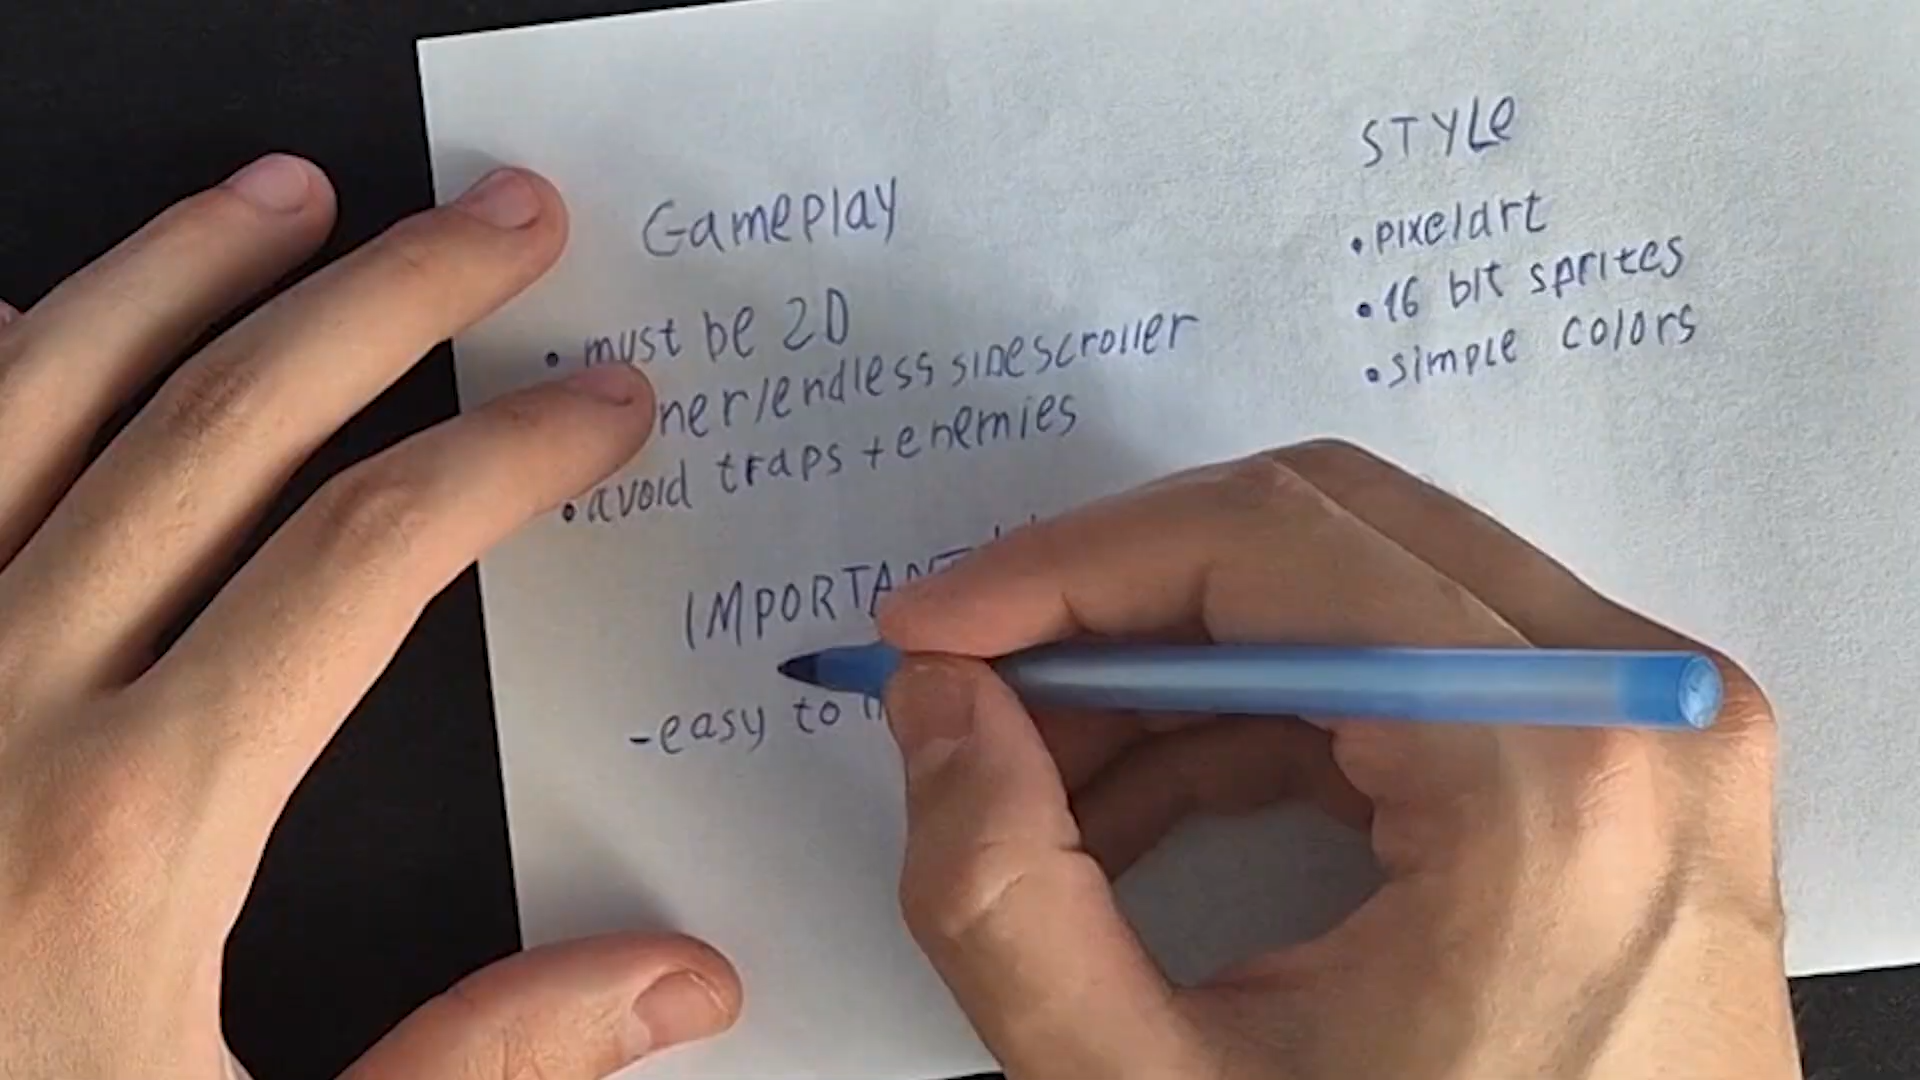 Gameplay
• must be 2D
ner/endless sidescroller
• avoid traps + enemies
IMPORTANT
- easy to
STYLe
• pixelart
• 16 bit sprites
• simple colors